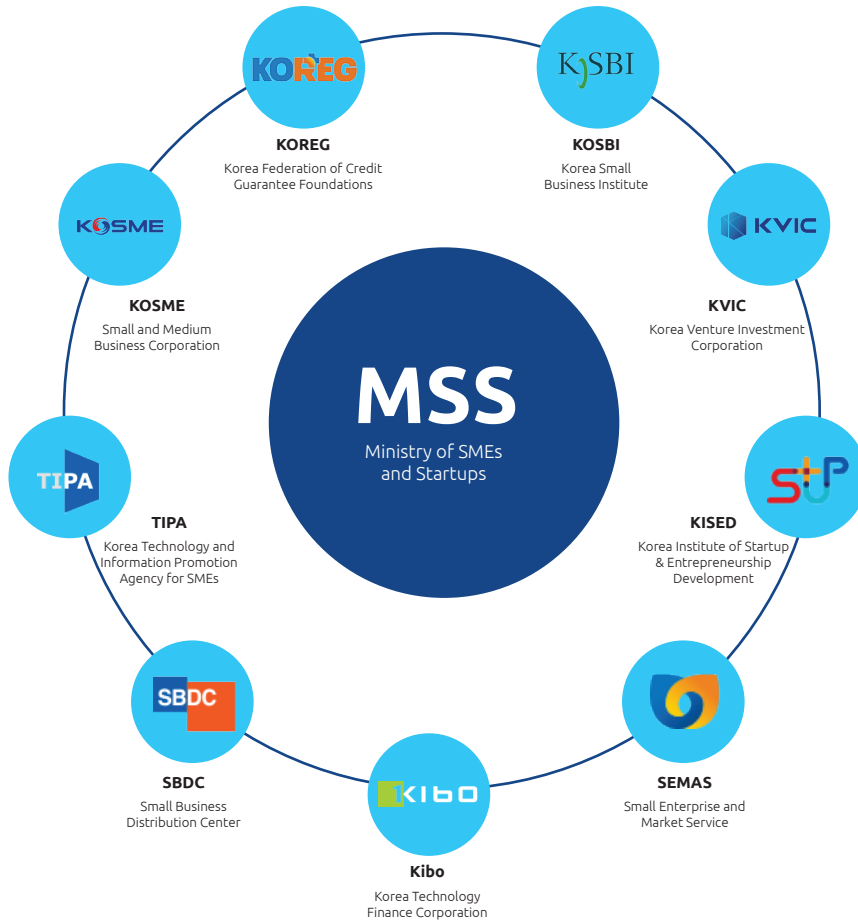 KOREG
KOREG
Korea Federation of Credit
Guarantee Foundations
KOSBI
KOSBI
Korea Small
Business Institute
KOSME
KOSME
Small and Medium
Business Corporation
KVIC
KVIC
Korea Venture Investment
Corporation
MSS
Ministry of SMEs
and Startups
TIPA
TIPA
Korea Technology and
Information Promotion
Agency for SMEs
StUP
KISED
Korea Institute of Startup
& Entrepreneurship
Development
SBDC
SBDC
Small Business
Distribution Center
SEMAS
Small Enterprise and
Market Service
KIbO
Kibo
Korea Technology
Finance Corporation